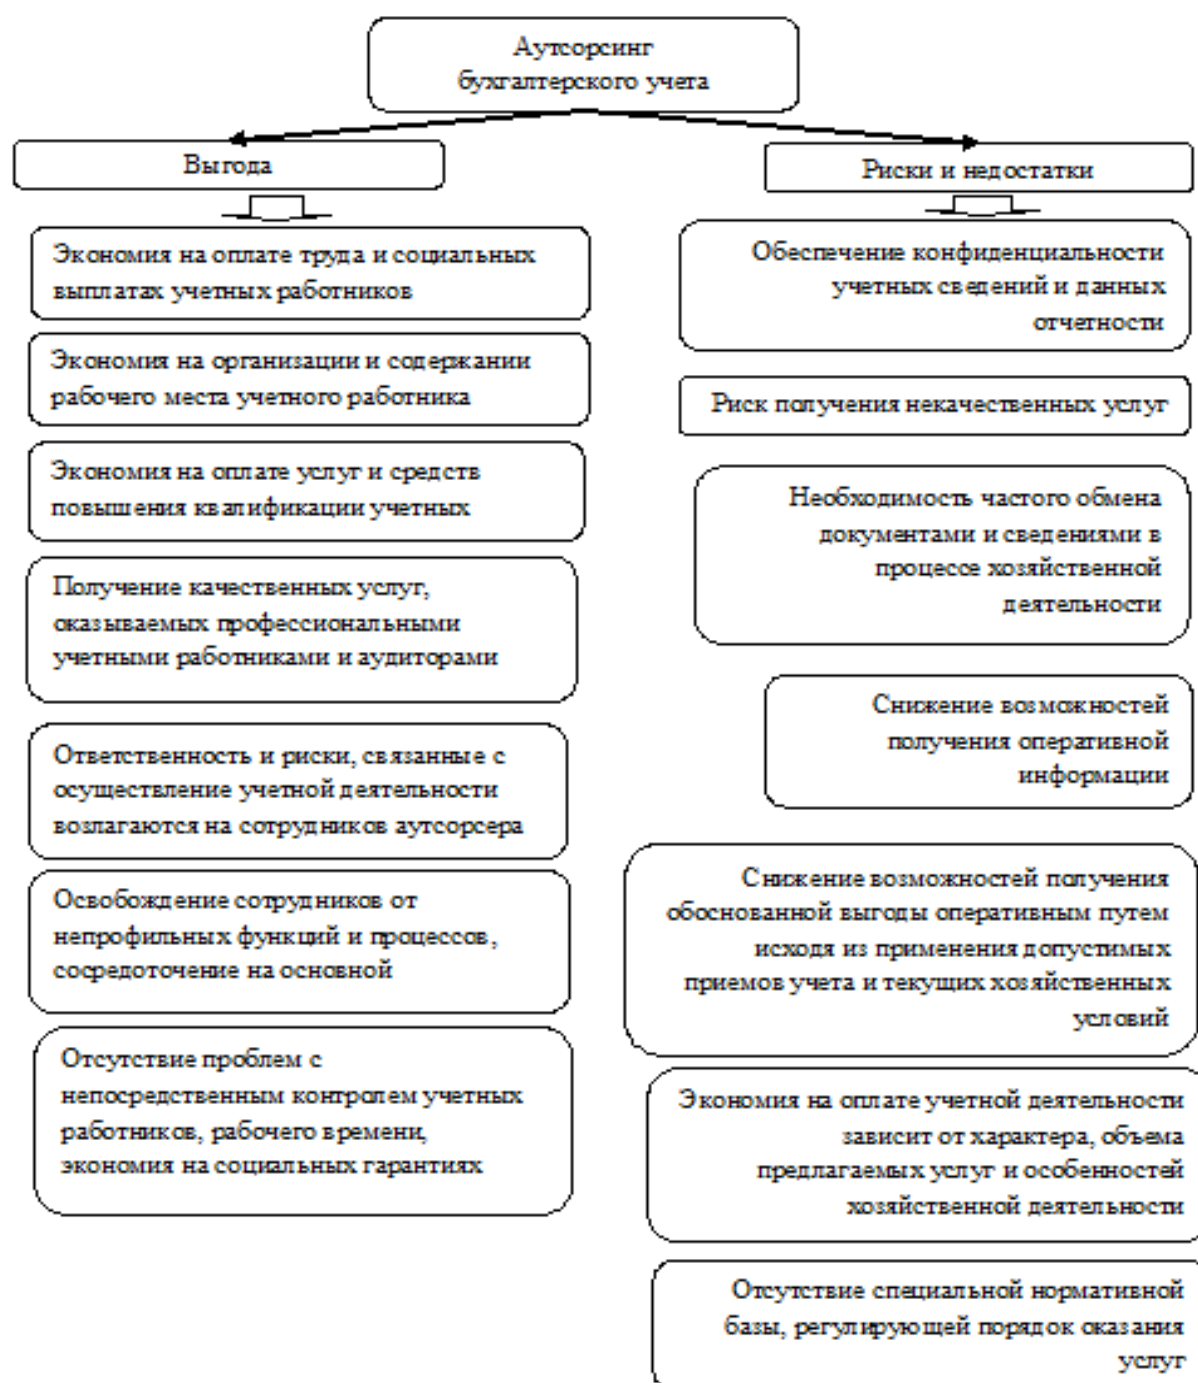 Аутсорсинг
бухгалтерского учета
Выгода
Экономия на оплате труда и социальных
выплатах учетных работников
Экономия на организации и содержании
рабочего места учетного работника
Экономия на оплате услуг и средств
повышения квалификации учетных
Получение качественных услуг,
оказываемых профессиональными
учетными работниками и аудиторами
Ответственность и риски, связанные с
осуществление учетной деятельности
возлагаются на сотрудников аутсорсера
Освобождение сотрудников от
непрофильных функций и процессов,
сосредоточение на основной
Отсутствие проблем с
непосредственным контролем учетных
работников, рабочего времени,
экономия на социальных гарантиях
Риски и недостатки
Обеспечение конфиденциальности
учетных сведений и данных
отчетности
Риск получения некачественных услуг
Необходимость частого обмена
документами и сведениями в
процессе хозяйственной
деятельности
Снижение возможностей
получения оперативной
информации
Снижение возможностей получения
обоснованной выгоды оперативным путем
исходя из применения допустимых
приемов учета и текущих хозяйственных
условий
Экономия на оплате учетной деятельности
зависит от характера, объема
предлагаемых услуг и особенностей
хозяйственной деятельности
Отсутствие специальной нормативной
базы, регулирующей порядок оказания
услуг